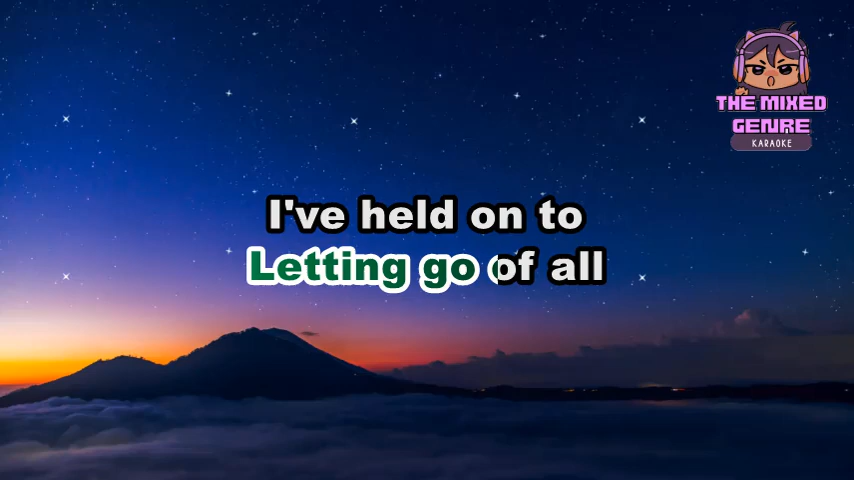 THE MIXED
GENRE
KARAOKE
I've held on to
Letting go of all